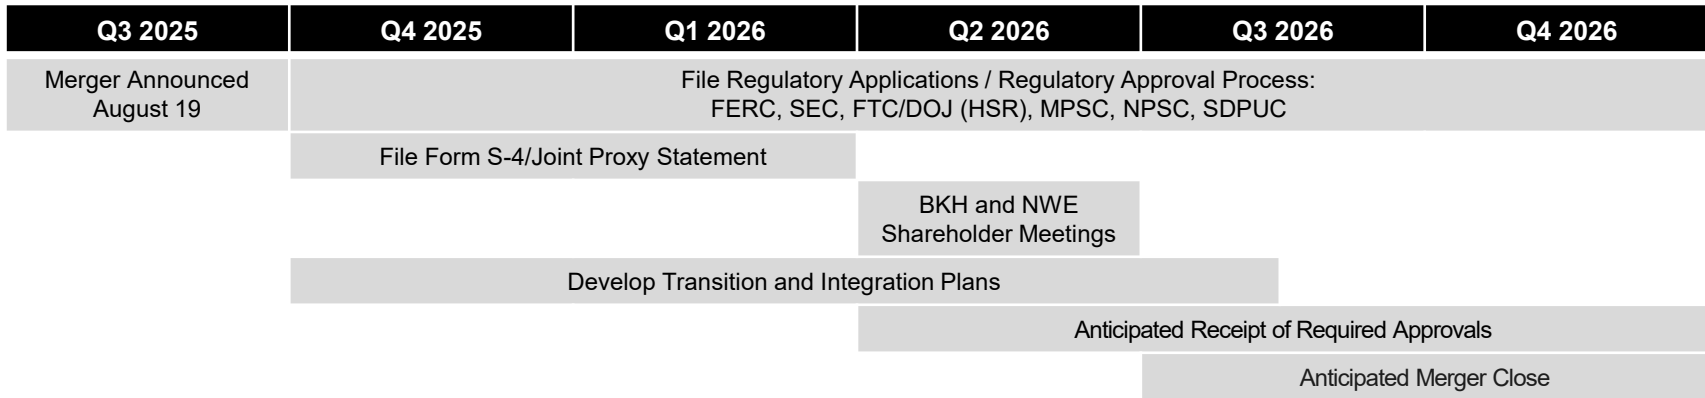 Q3 2025 Q4 2025 Q1 2026 Q2 2026 Q3 2026 Q4 2026
Merger Announced
August 19
File Regulatory Applications / Regulatory Approval Process:
FERC, SEC, FTC/DOJ (HSR), MPSC, NPSC, SDPUC
File Form S-4/Joint Proxy Statement
BKH and NWE
Shareholder Meetings
Develop Transition and Integration Plans
Anticipated Receipt of Required Approvals
Anticipated Merger Close